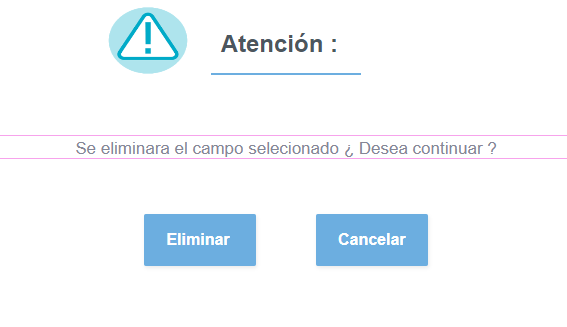 Atención :
Se eliminara el campo selecionado ¿ Desea continuar ?
Eliminar
Cancelar